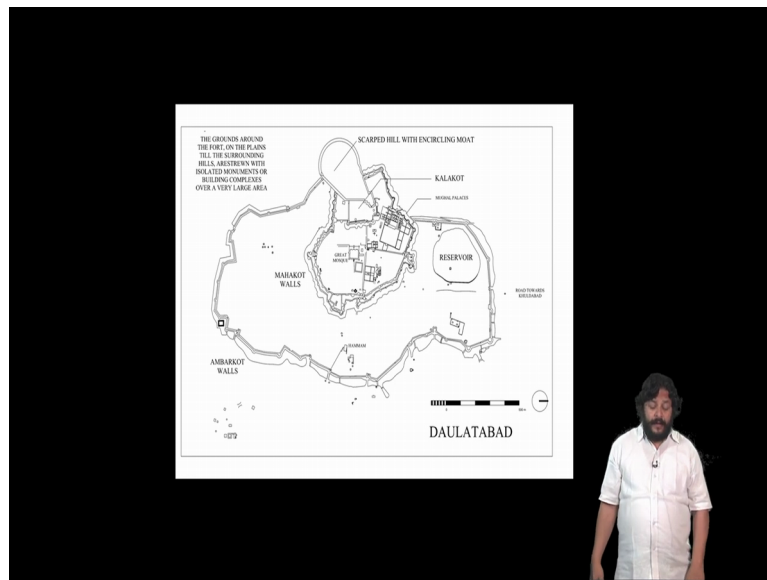 THE GROUNDS AROUND
THE FORT, ON THE PLAINS
TILL THE SURROUNDING
HILLS, ARESTREWN WITH
ISOLATED MONUMENTS OR
BUILDING COMPLEXES
OVER A VERY LARGE AREA
SCARPED HILL WITH ENCIRCLING MOAT
KALAKOT
MUGHAL PALACES
GREAT
MOSQUE
RESERVOIR
MAHAKOT
WALLS
ROAD TOWARDS
KHULDABAD
HAMMAM
AMBARKOT
WALLS
0
DAULATABAD